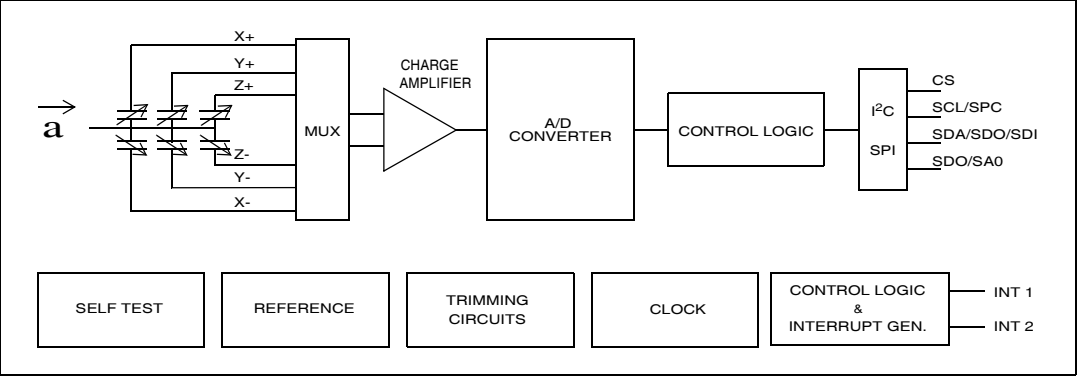 X+
Y+
Z+
a
Z-
Y-
X-
MUX
CHARGE
AMPLIFIER
A/D
CONVERTER
CONTROL LOGIC
I²C
SPI
CS
SCL/SPC
SDA/SDO/SDI
SDO/SA0
SELF TEST
REFERENCE
TRIMMING
CIRCUITS
CLOCK
CONTROL LOGIC
&
INTERRUPT GEN.
INT 1
INT 2